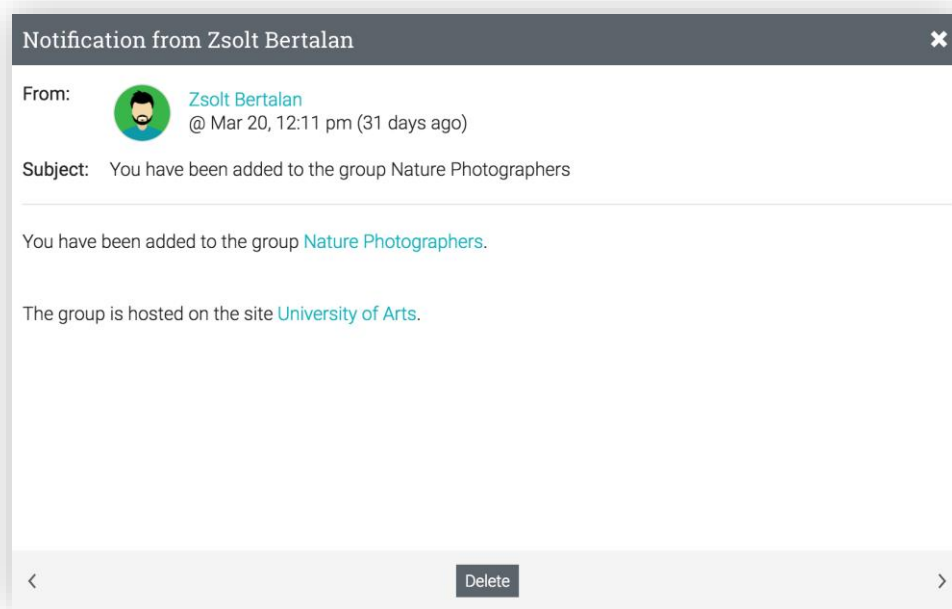 Notification from Zsolt Bertalan
From:
Zsolt Bertalan
@ Mar 20, 12:11 pm (31 days ago)
Subject: You have been added to the group Nature Photographers
You have been added to the group Nature Photographers.
The group is hosted on the site University of Arts.
Delete